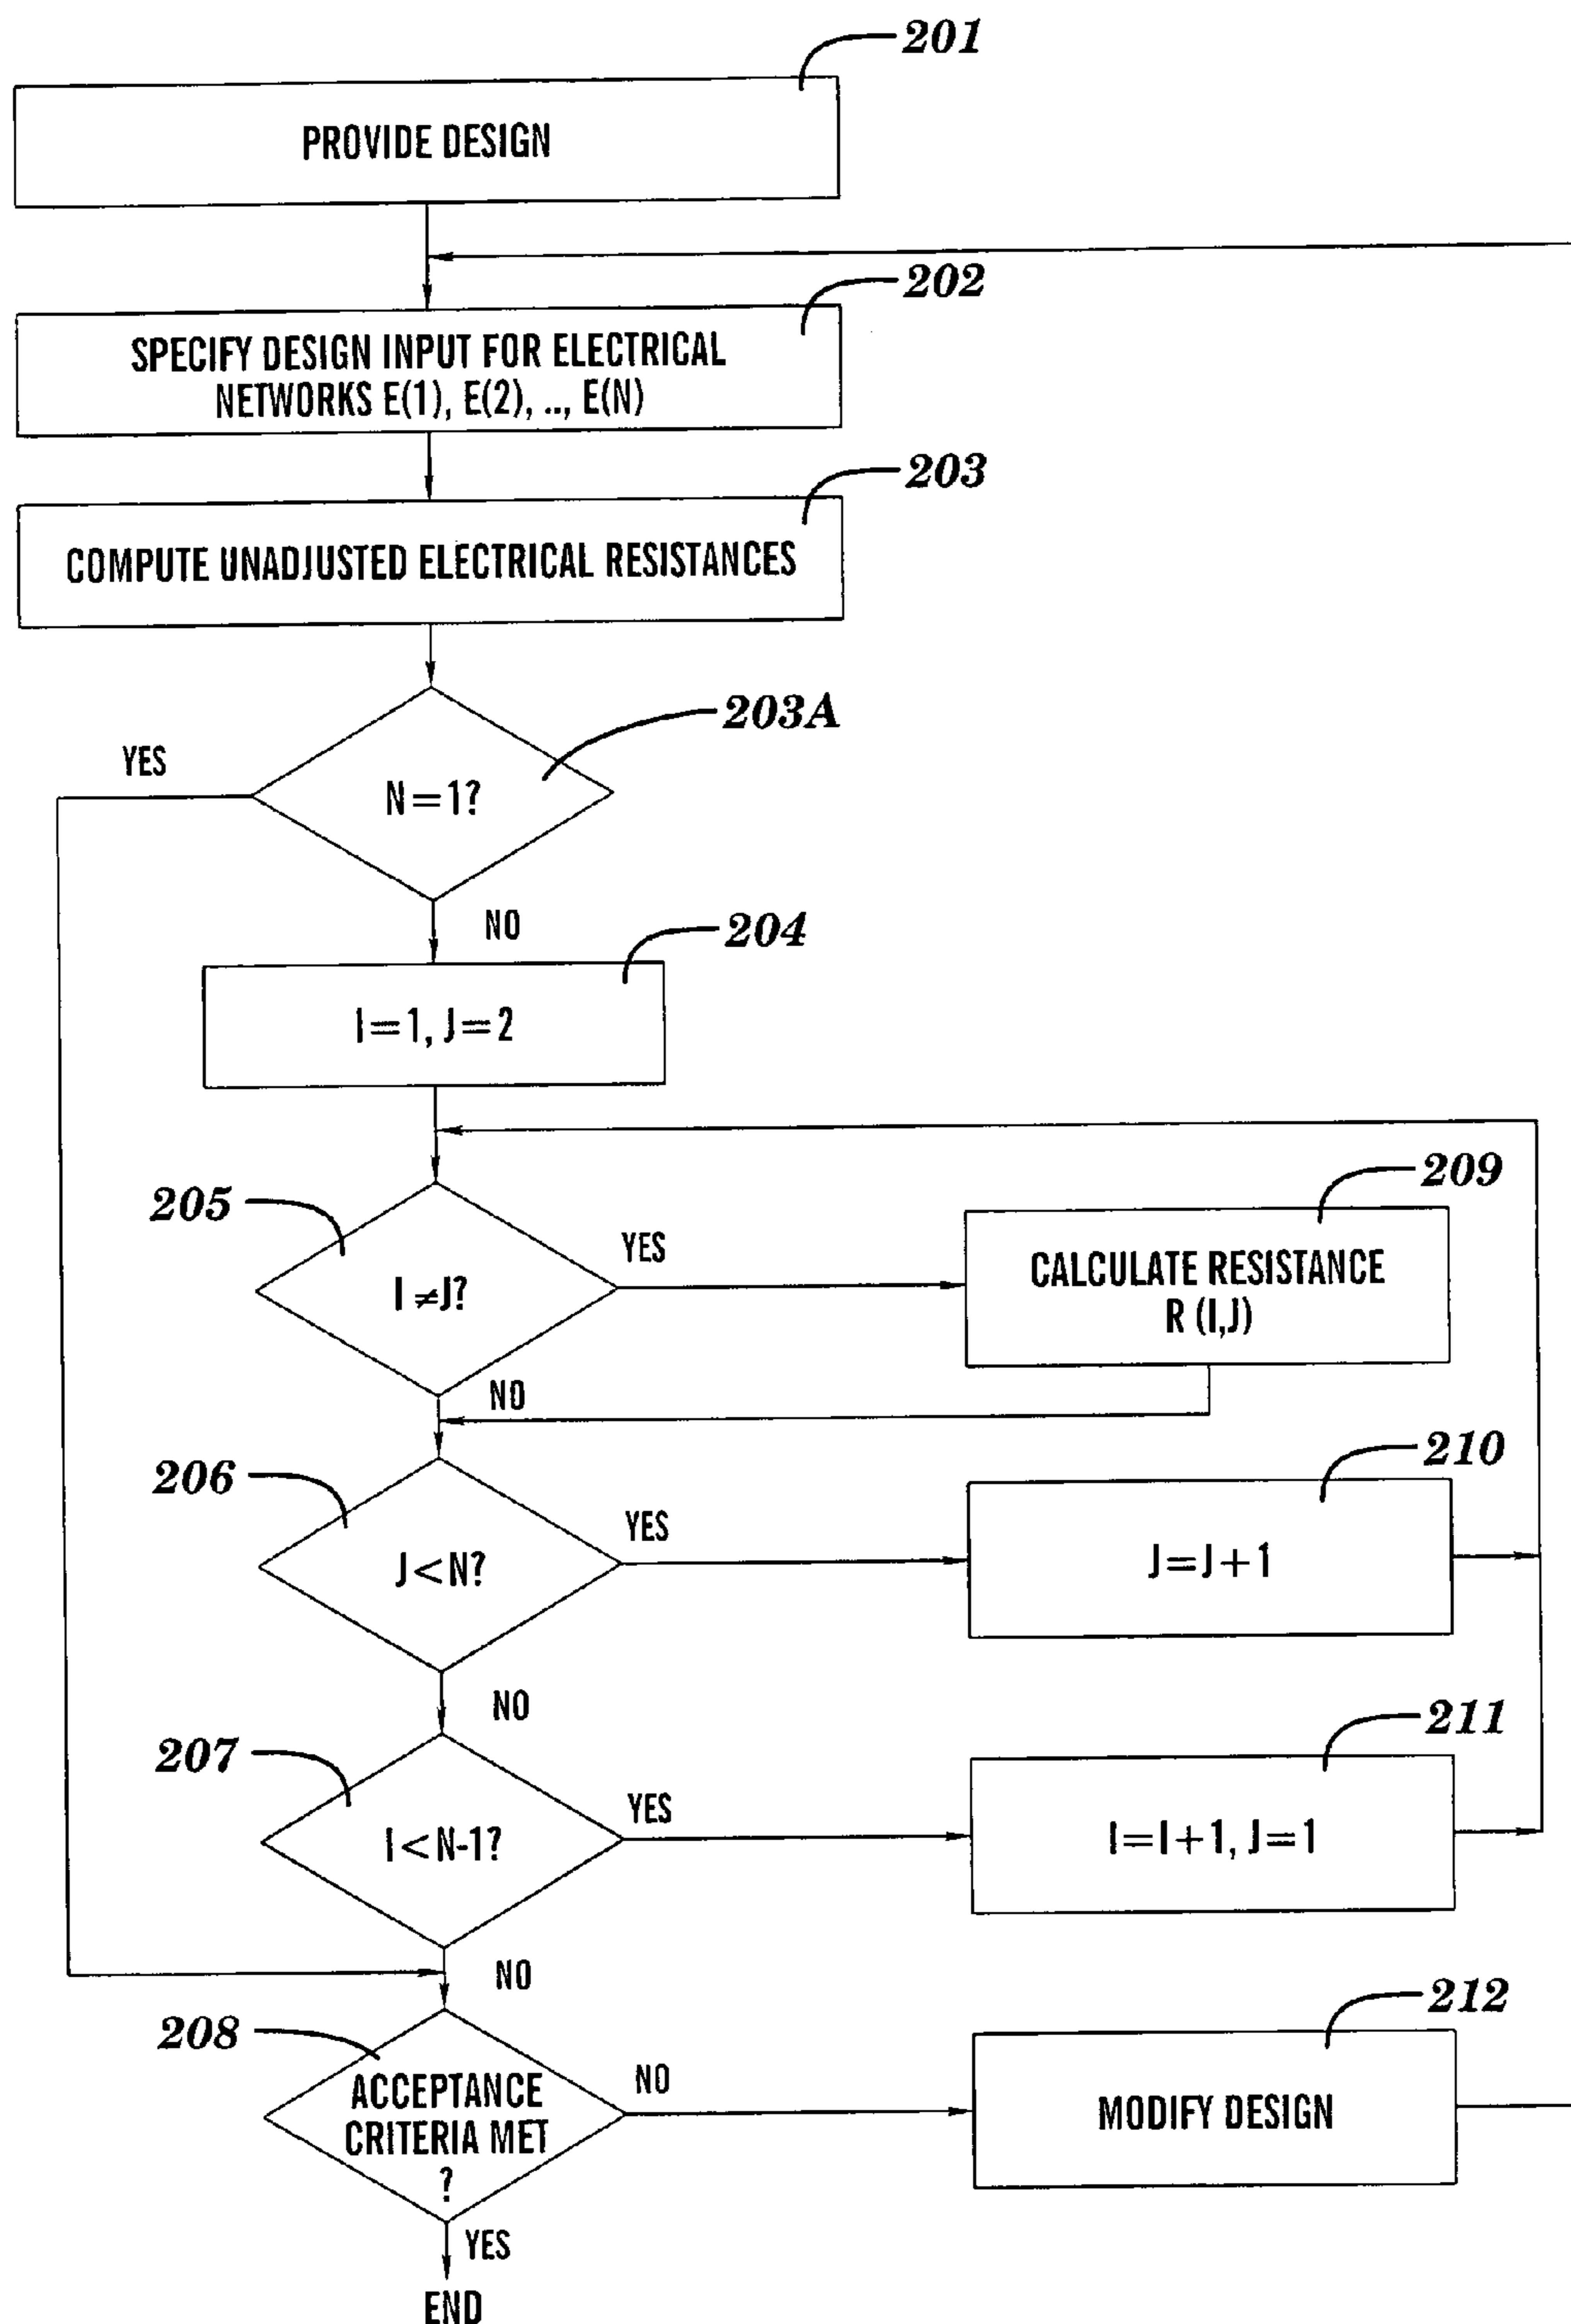 201
PROVIDE DESIGN
202
SPECIFY DESIGN INPUT FOR ELECTRICAL
NETWORKS E(1), E(2), .., E(N)
203
COMPUTE UNADJUSTED ELECTRICAL RESISTANCES
203A
YES
N=1?
NO
204
I=1, J=2
205
I≠J?
YES
209
CALCULATE RESISTANCE
R (I,J)
NO
206
J<N?
YES
210
J=J+1
NO
207
I<N-1?
YES
211
I=I+1, J=1
NO
208
ACCEPTANCE
CRITERIA MET
?
NO
212
MODIFY DESIGN
YES
END